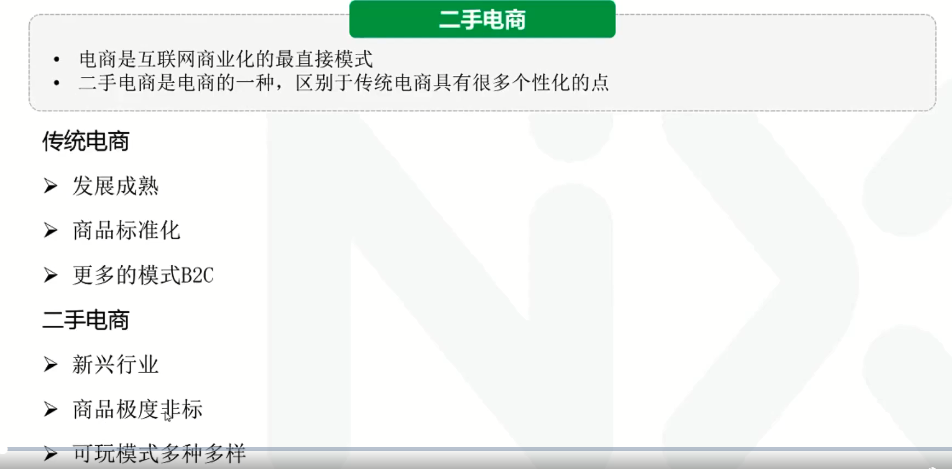 二手电商
• 电商是互联网商业化的最直接模式
• 二手电商是电商的一种，区别于传统电商具有很多个性化的点
传统电商
➢ 发展成熟
➢ 商品标准化
➢ 更多的模式B2C
二手电商
➢ 新兴行业
➢ 商品极度非标
➢ 可玩模式多种多样